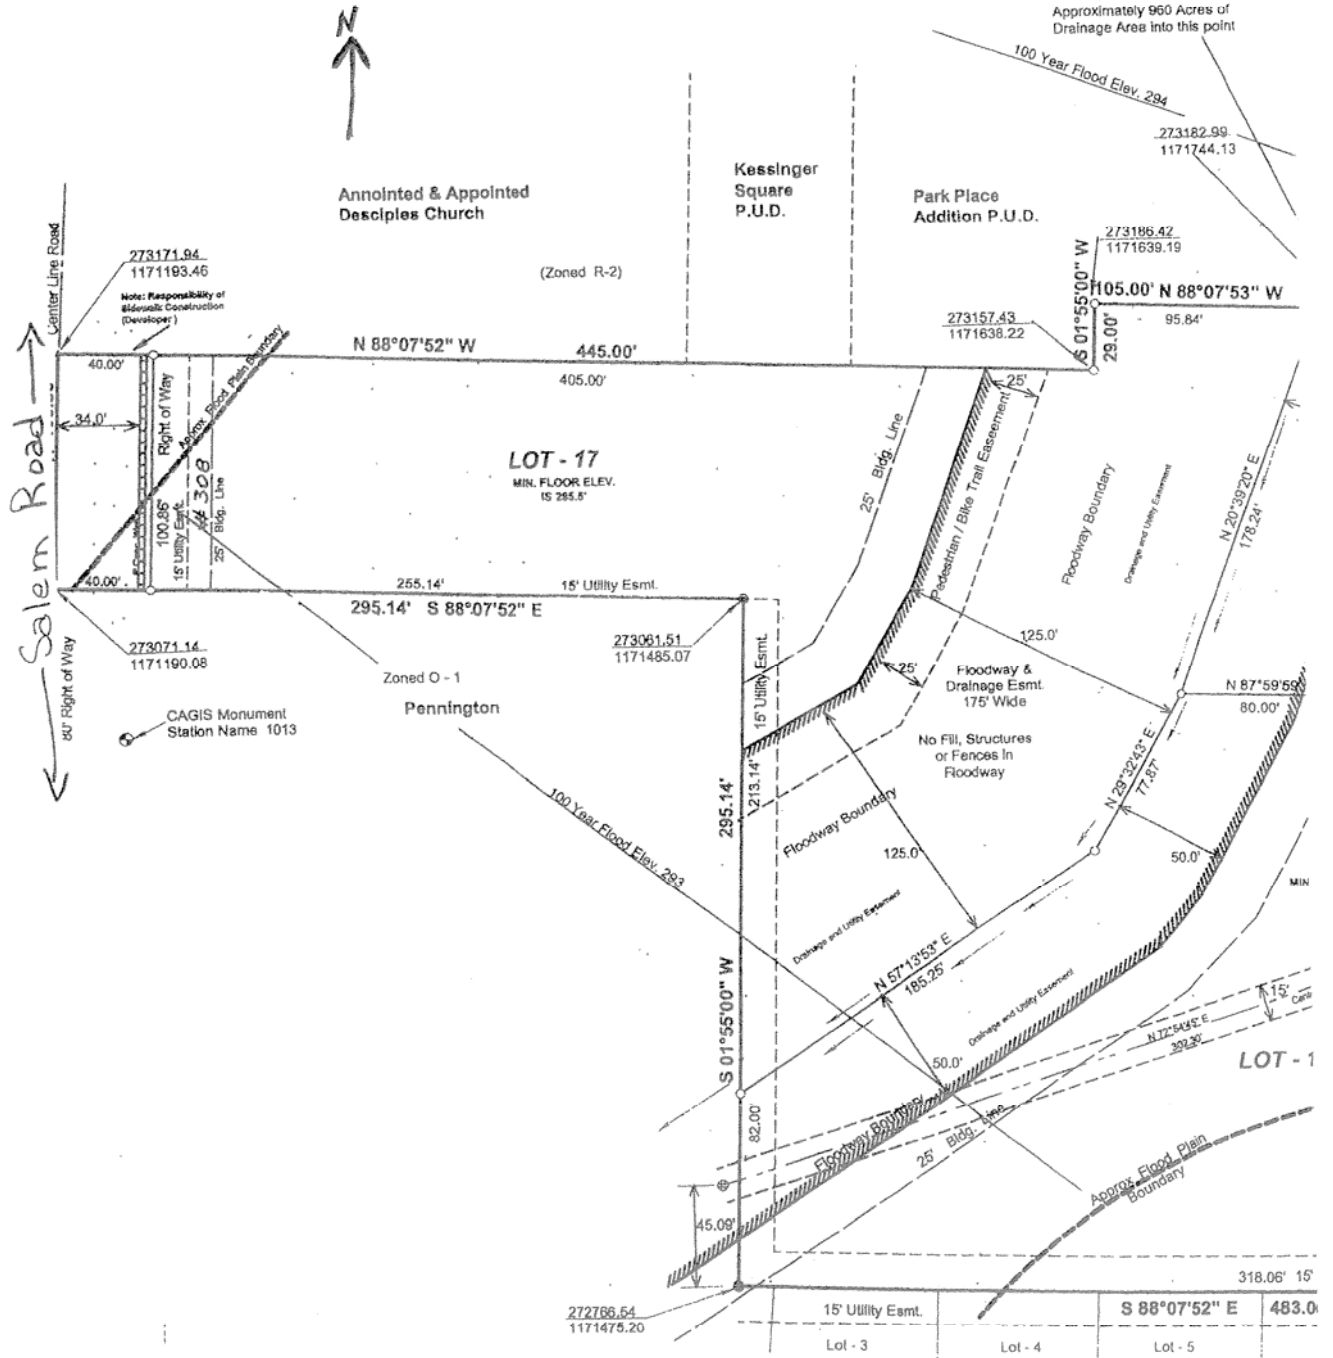 Approximately 960 Acres of
Drainage Area into this point
N
100 Year Flood Elev. 294
273182.99
1171744.13
Kessinger
Square
P.U.D.
Annointed & Appointed
Desciples Church
Park Place
Addition P.U.D.
Center Line Road
273171.94
1171193.46
(Zoned R-2)
273186.42
1171639.19
Note: Responsibility of
Sidewalk Construction
(Developer )
S 01°55'00" W
29.00'
105.00' N 88°07'53" W
95.84'
273157.43
1171638.22
N 88°07'52" W
445.00'
40.00'
405.00'
Right of Way
Approx Flood Plain Boundary
25'
34.0'
Salem Road
LOT - 17
MIN. FLOOR ELEV.
IS 295.5'
25' Bldg. Line
Pedestrian / Bike Trail Easeement
Floodway Boundary
Drainage and Utility Easement
N 20°39'20" E
178.24'
100.86'
15' Utility Esmt.
# 308
25' Bldg. Line
40.00'
255.14'
15' Utility Esmt.
295.14' S 88°07'52" E
273071.14
1171190.08
273061.51
1171485.07
125.0'
80' Right of Way
Zoned O - 1
Pennington
15' Utility Esmt.
25'
Floodway &
Drainage Esmt.
175' Wide
N 87°59'59
80.00'
CAGIS Monument
Station Name 1013
No Fill, Structures
or Fences In
Floodway
N 29°32'43" E
77.87'
295.14'
213.14'
100 Year Flood Elev. 293
Floodway Boundary
125.0'
50.0'
MIN
Drainage and Utility Easement
N 57°13'53" E
185.25'
Drainage and Utility Easement
S 01°55'00" W
15'
Cent
N 72°54'45" E
302.30'
50.0'
LOT - 1
82.00'
Floodway Boundary
25' Bldg. Line
Approx Flood Plain
Boundary
45.09'
318.06' 15'
272766.54
1171475.20
15' Utility Esmt.
S 88°07'52" E
483.0
Lot - 3
Lot - 4
Lot - 5